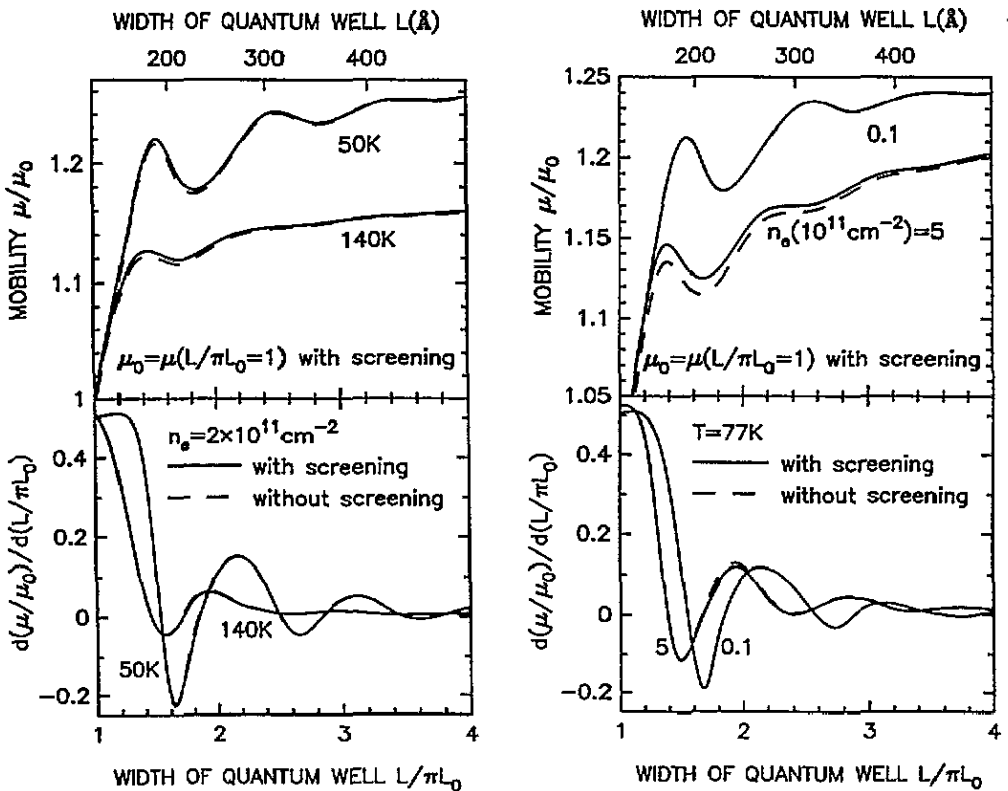 WIDTH OF QUANTUM WELL L(Å)
200 300 400 500
MOBILITY μ/μ₀
1.2
1.1
1
50K
140K
μ₀=μ(L/πL₀=1) with screening
d(μ/μ₀)/d(L/πL₀)
0.4
0.2
0
−0.2
nₑ=2×10¹¹cm⁻²
with screening
without screening
140K
50K
1 2 3 4
WIDTH OF QUANTUM WELL L/πL₀
WIDTH OF QUANTUM WELL L(Å)
200 300 400 500
MOBILITY μ/μ₀
1.25
1.20
1.15
1.10
1.05
0.1
nₑ(10¹¹cm⁻²)=5
μ₀=μ(L/πL₀=1) with screening
d(μ/μ₀)/d(L/πL₀)
0.4
0.2
0
−0.2
T=77K
with screening
without screening
5 0.1
1 2 3 4
WIDTH OF QUANTUM WELL L/πL₀